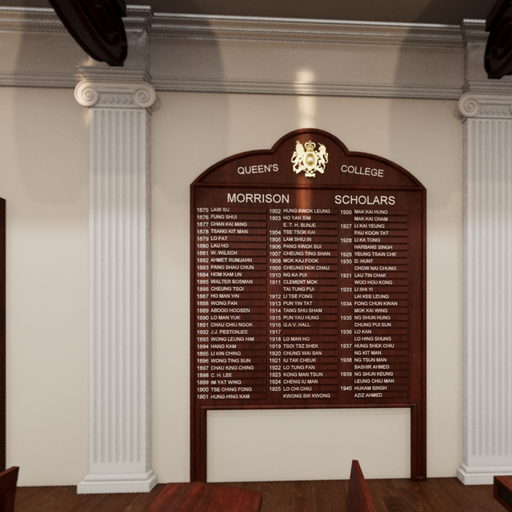 QUEEN'S COLLEGE
MORRISON SCHOLARS
1875 LAW SU
1876 FUNG SHUI
1877 CHAN KAI MING
1878 TSANG KIT MAN
1879 LO FAT
1880 LAU HO
1881 W. WILSCH
1882 AHMET RUMJAHN
1883 PANG SHAU CHUN
1884 HOM KAM UN
1885 WALTER BOSMAN
1886 CHEUNG TSOI
1887 HO MAN YIN
1888 WONG FAN
1889 ABDOO HOOSEN
1890 LO MAN YUK
1891 CHAU CHIU NGOK
1892 J.J. PESTONJEE
1893 WONG LEUNG HIM
1894 HANG KAM
1895 LI KIN CHING
1896 WONG TING SUN
1897 CHAU KING CHING
1898 C. H. LEE
1899 IM YAT WING
1900 TSE CHING FONG
1901 HUNG HING KAM
1902 HUNG KWOK LEUNG
1903 HO YAN SIM
E. T. H. BUNJE
1904 TSE TSOK KAI
1905 LAM SHIU IN
1906 PANG KWOK SUI
1907 CHEUNG TING SHAN
1908 MOK KAU FOOK
1909 CHEUNG HOK CHAU
1910 NG KA PUI
1911 CLEMENT MOK
TAI TUNG PUI
1912 LI TSE FONG
1913 PUN YIN TAT
1914 TANG SHIU SHAM
1915 PUN YAU HUNG
1916 G.A.V. HALL
1917
1918 LO MAN HO
1919 TSOI TSZ SHEK
1920 CHUNG WAI SAN
1921 IU TAK CHEUK
1922 LO TUNG FAN
1923 KONG MAN TSUN
1924 CHENG IU MAN
1925 LO CHI CHIU
KWONG SIK KWONG
1926 MAK KAI HUNG
MAK KAI CHAM
1927 LI KAI YEUNG
PAU KOON TAT
1928 LI KA TONG
HARBANS SINGH
1929 YEUNG TSAW CHE
1930 D. HUNT
CHOW NAI CHUNG
1931 LAU TIN CHAK
WOO HOU KONG
1933 LI SHI YI
LAI KEE LEUNG
1934 FONG CHUN KWAN
MOK KAI WING
1935 NG SHUN HUNG
CHUNG PUI SUN
1936 LO KAN
LO HING SHUNG
1937 HUNG SHEK CHIU
NG KIT MAN
1938 NG TSUN MAN
BASHIR AHMED
1939 NG SHUN KEUNG
LEUNG CHIU MAN
1940 HUKAM SINGH
AZIZ AHMED